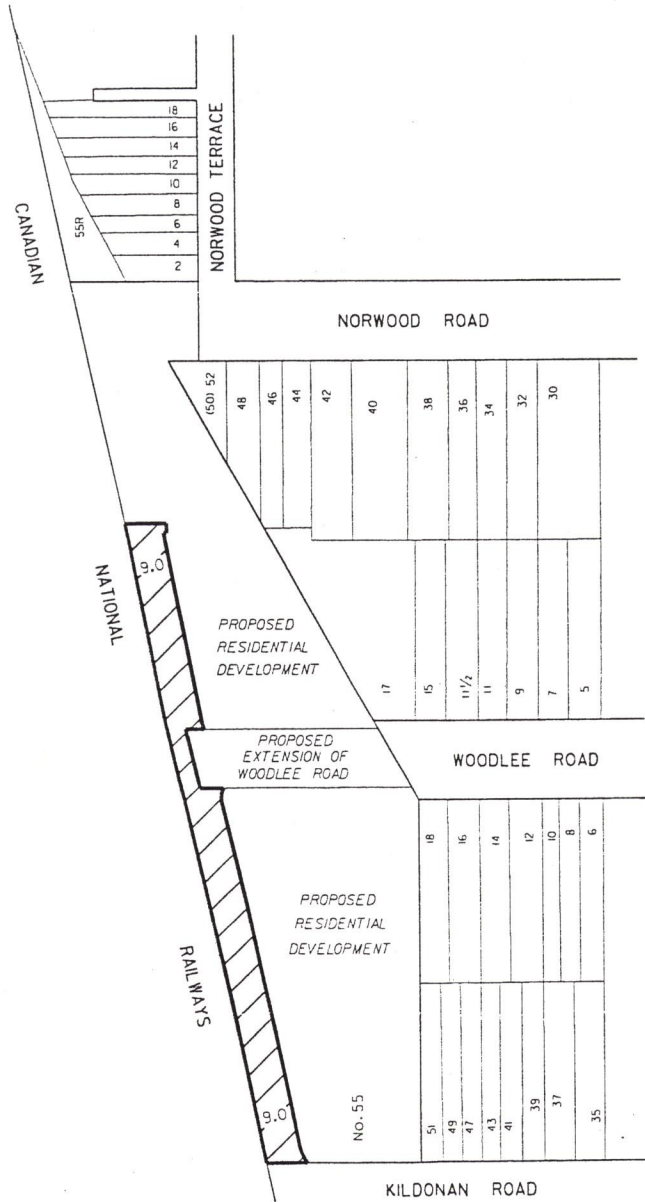 18
16
14
12
10
8
6
4
2
55R
NORWOOD TERRACE
CANADIAN
NORWOOD ROAD
(50) 52
48
46
44
42
40
38
36
34
32
30
9.0
NATIONAL
PROPOSED
RESIDENTIAL
DEVELOPMENT
17
15
11½
11
9
7
5
PROPOSED
EXTENSION OF
WOODLEE ROAD
WOODLEE ROAD
18
16
14
12
10
8
6
PROPOSED
RESIDENTIAL
DEVELOPMENT
RAILWAYS
9.0
No. 55
51
49
47
43
41
39
37
35
KILDONAN ROAD